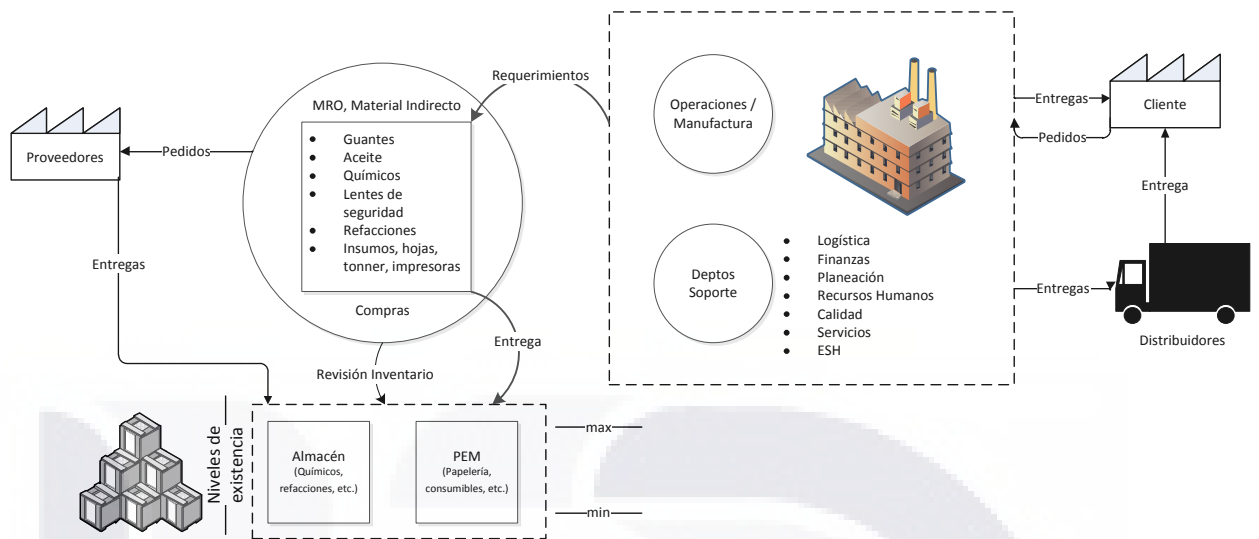 Proveedores
Pedidos
Entregas
MRO, Material Indirecto
• Guantes
• Aceite
• Químicos
• Lentes de
seguridad
• Refacciones
• Insumos, hojas,
tonner, impresoras
Compras
Requerimientos
Entrega
Revisión Inventario
Operaciones /
Manufactura
Deptos
Soporte
• Logística
• Finanzas
• Planeación
• Recursos Humanos
• Calidad
• Servicios
• ESH
Entregas
Pedidos
Cliente
Entrega
Entregas
Distribuidores
Niveles de
existencia
Almacén
(Químicos,
refacciones, etc.)
PEM
(Papelería,
consumibles, etc.)
max
min